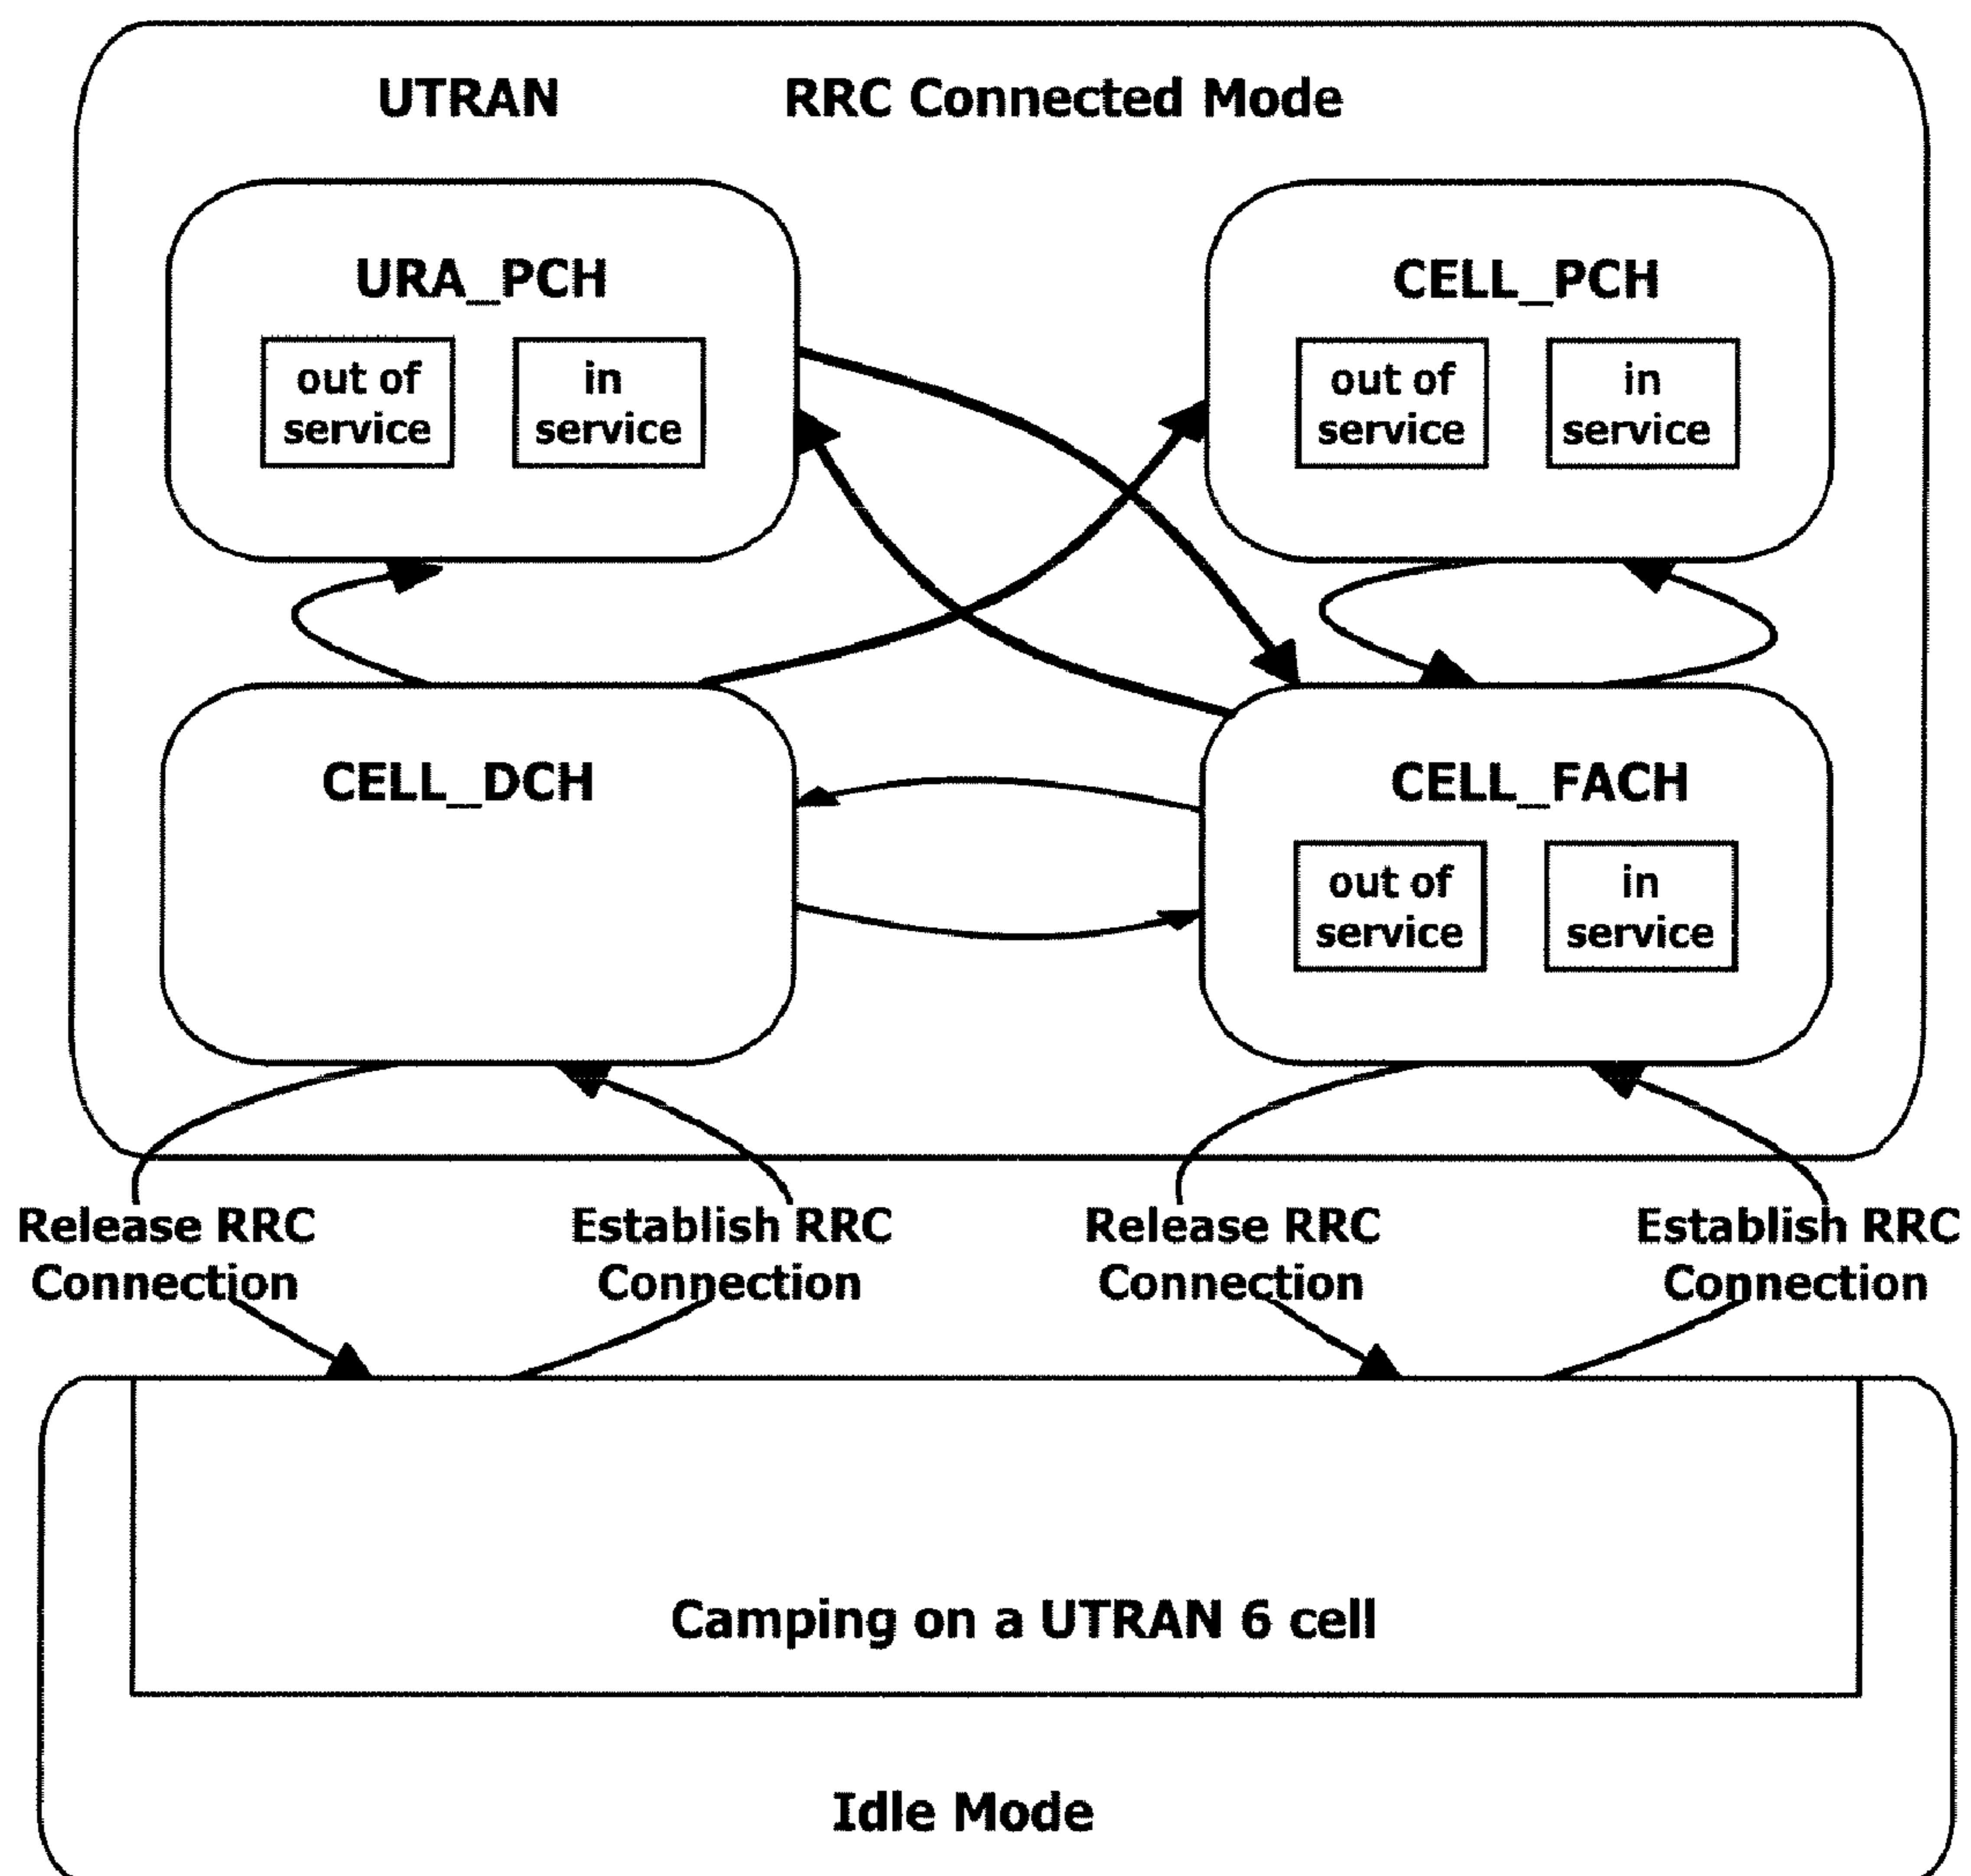 UTRAN RRC Connected Mode
URA_PCH
out of
service
in
service
CELL_PCH
out of
service
in
service
CELL_DCH
CELL_FACH
out of
service
in
service
Release RRC
Connection
Establish RRC
Connection
Release RRC
Connection
Establish RRC
Connection
Camping on a UTRAN 6 cell
Idle Mode